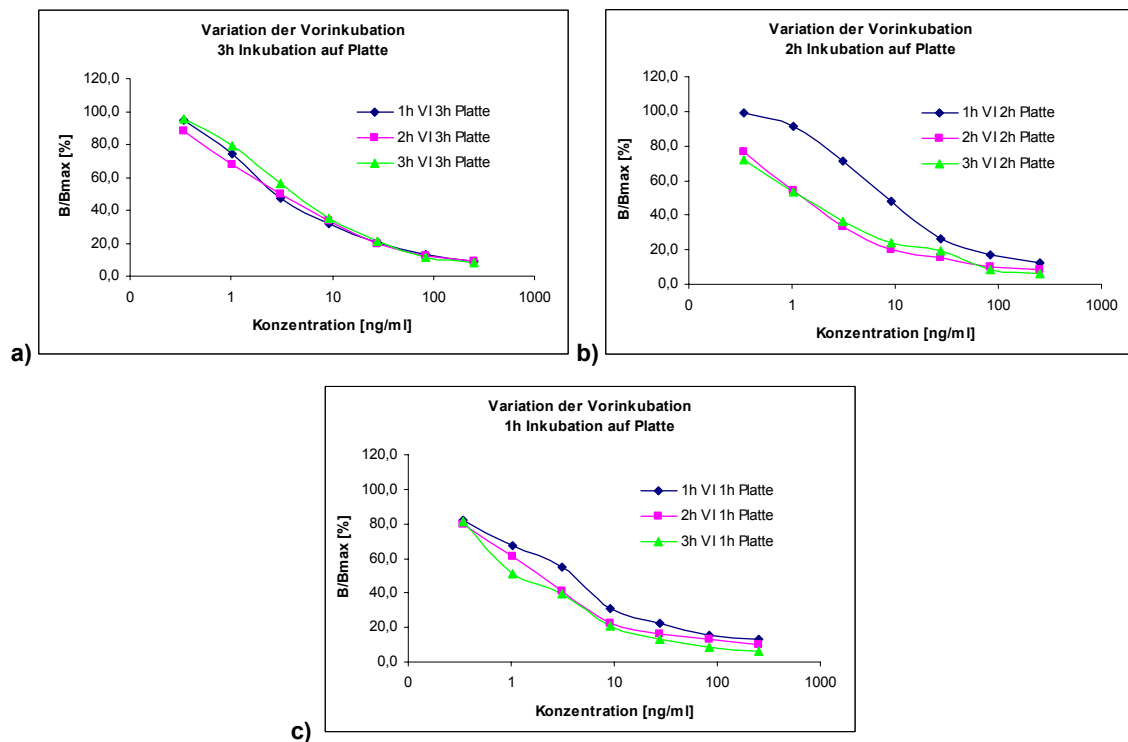 Variation der Vorinkubation
3h Inkubation auf Platte
120,0
100,0
80,0
60,0
40,0
20,0
0,0
B/Bmax [%]
0
1
10
100
1000
Konzentration [ng/ml]
1h VI 3h Platte
2h VI 3h Platte
3h VI 3h Platte
a)
Variation der Vorinkubation
2h Inkubation auf Platte
120,0
100,0
80,0
60,0
40,0
20,0
0,0
B/Bmax [%]
0
1
10
100
1000
Konzentration [ng/ml]
1h VI 2h Platte
2h VI 2h Platte
3h VI 2h Platte
b)
Variation der Vorinkubation
1h Inkubation auf Platte
120,0
100,0
80,0
60,0
40,0
20,0
0,0
B/Bmax [%]
0
1
10
100
1000
Konzentration [ng/ml]
1h VI 1h Platte
2h VI 1h Platte
3h VI 1h Platte
c)